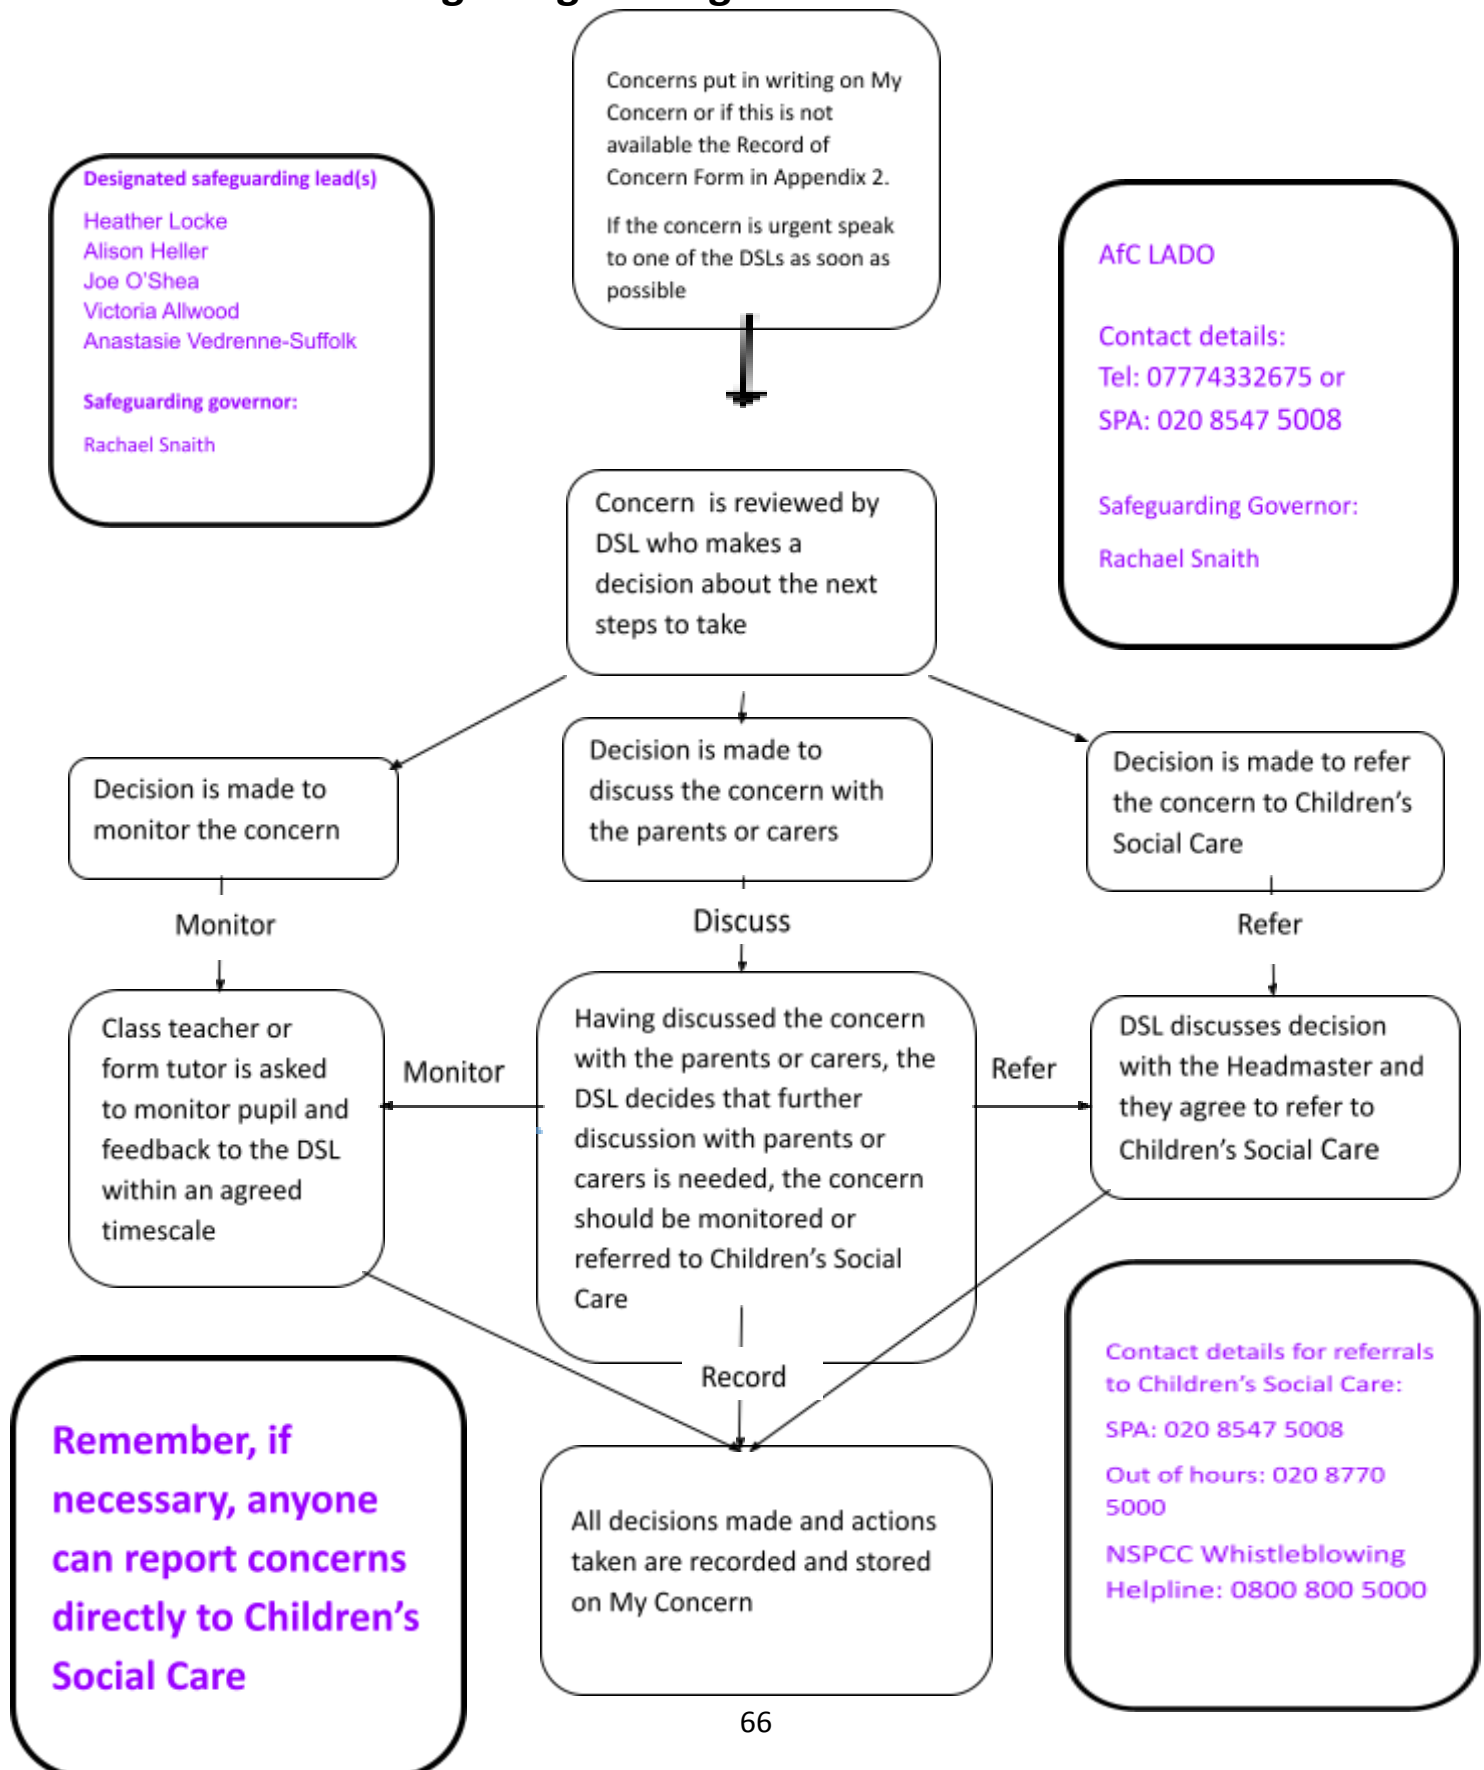 Concerns put in writing on My
Concern or if this is not
available the Record of
Concern Form in Appendix 2.
If the concern is urgent speak
to one of the DSLs as soon as
possible
Designated safeguarding lead(s)
Heather Locke
Alison Heller
Joe O'Shea
Victoria Allwood
Anastasie Vedrenne-Suffolk
Safeguarding governor:
Rachael Snaith
AfC LADO
Contact details:
Tel: 07774332675 or
SPA: 020 8547 5008
Safeguarding Governor:
Rachael Snaith
Concern is reviewed by
DSL who makes a
decision about the next
steps to take
Decision is made to
monitor the concern
Decision is made to
discuss the concern with
the parents or carers
Decision is made to refer
the concern to Children's
Social Care
Monitor
Discuss
Refer
Class teacher or
form tutor is asked
to monitor pupil and
feedback to the DSL
within an agreed
timescale
Monitor
Having discussed the concern
with the parents or carers, the
DSL decides that further
discussion with parents or
carers is needed, the concern
should be monitored or
referred to Children's Social
Care
Refer
DSL discusses decision
with the Headmaster and
they agree to refer to
Children's Social Care
Record
Remember, if
necessary, anyone
can report concerns
directly to Children's
Social Care
All decisions made and actions
taken are recorded and stored
on My Concern
Contact details for referrals
to Children's Social Care:
SPA: 020 8547 5008
Out of hours: 020 8770
5000
NSPCC Whistleblowing
Helpline: 0800 800 5000
66